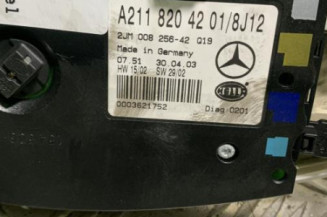 A211 820 42 01/8J12
2JM 008 256-42 Q19
Made in Germany
07.51 30.04.03
HW 15.02 SW 29/02
0003621752
Diag.0201